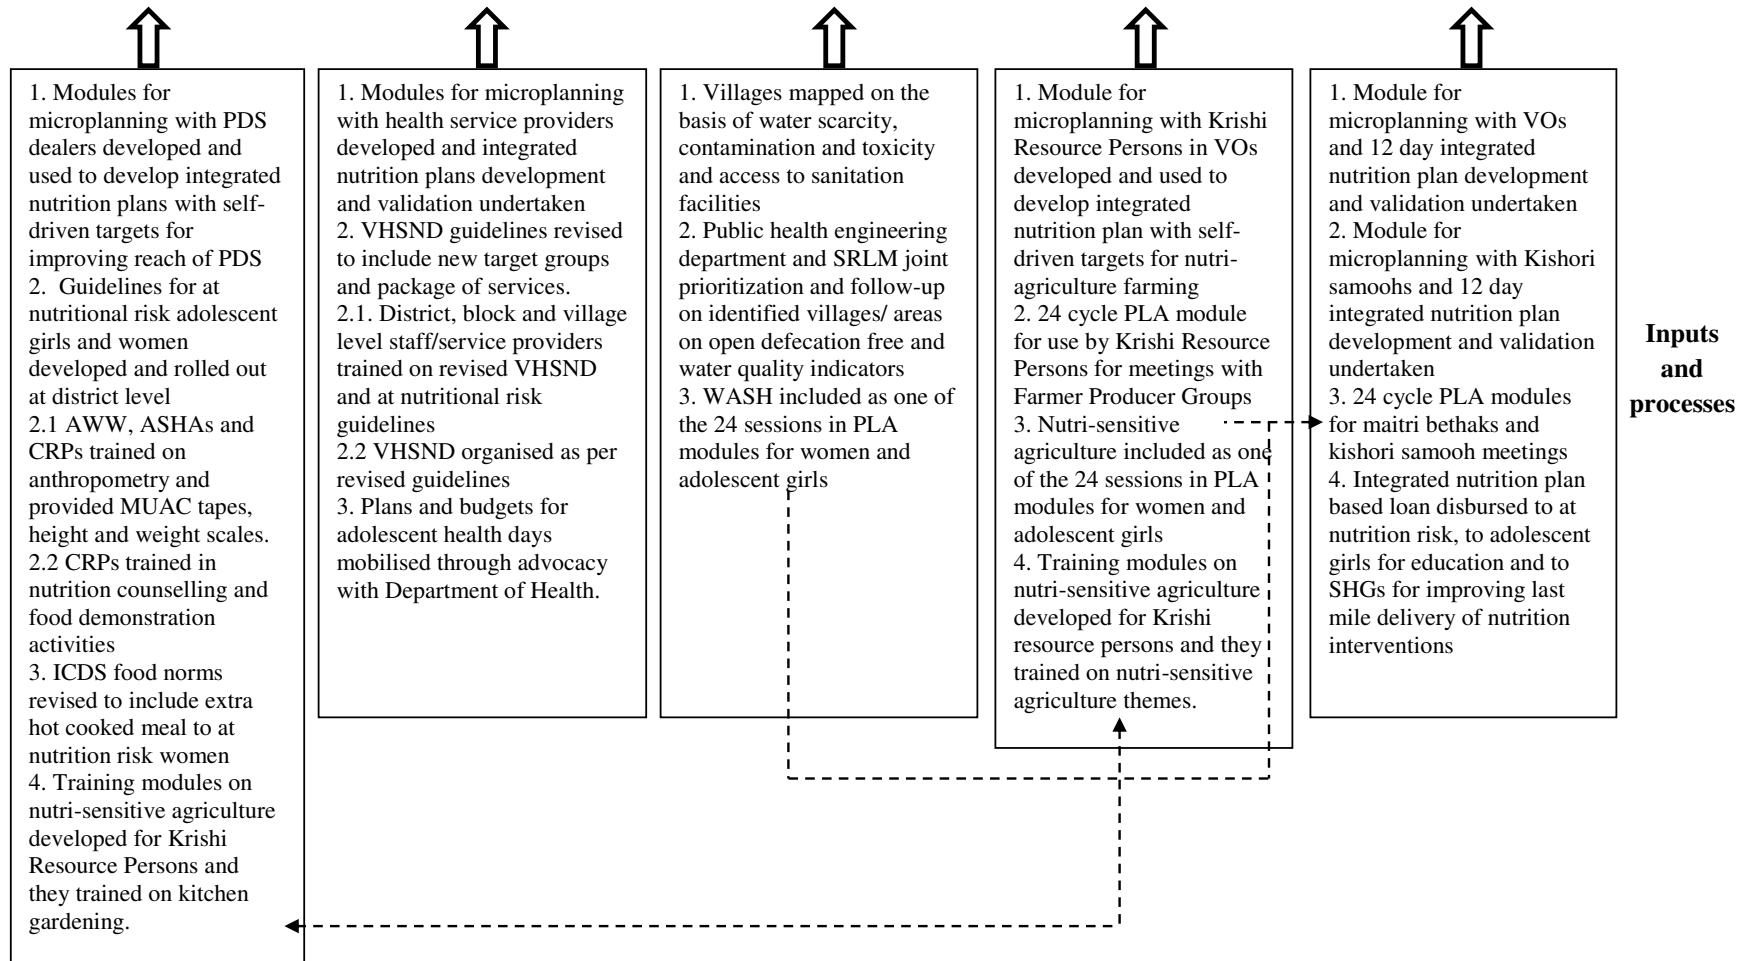 1. Modules for
microplanning with PDS
dealers developed and
used to develop integrated
nutrition plans with self-
driven targets for
improving reach of PDS
2. Guidelines for at
nutritional risk adolescent
girls and women
developed and rolled out
at district level
2.1 AWW, ASHAs and
CRPs trained on
anthropometry and
provided MUAC tapes,
height and weight scales.
2.2 CRPs trained in
nutrition counselling and
food demonstration
activities
3. ICDS food norms
revised to include extra
hot cooked meal to at
nutrition risk women
4. Training modules on
nutri-sensitive agriculture
developed for Krishi
Resource Persons and
they trained on kitchen
gardening.
1. Modules for microplanning
with health service providers
developed and integrated
nutrition plans development
and validation undertaken
2. VHSND guidelines revised
to include new target groups
and package of services.
2.1. District, block and village
level staff/service providers
trained on revised VHSND
and at nutritional risk
guidelines
2.2 VHSND organised as per
revised guidelines
3. Plans and budgets for
adolescent health days
mobilised through advocacy
with Department of Health.
1. Villages mapped on the
basis of water scarcity,
contamination and toxicity
and access to sanitation
facilities
2. Public health engineering
department and SRLM joint
prioritization and follow-up
on identified villages/ areas
on open defecation free and
water quality indicators
3. WASH included as one of
the 24 sessions in PLA
modules for women and
adolescent girls
1. Module for
microplanning with Krishi
Resource Persons in VOs
developed and used to
develop integrated
nutrition plan with self-
driven targets for nutri-
agriculture farming
2. 24 cycle PLA module
for use by Krishi Resource
Persons for meetings with
Farmer Producer Groups
3. Nutri-sensitive
agriculture included as one
of the 24 sessions in PLA
modules for women and
adolescent girls
4. Training modules on
nutri-sensitive agriculture
developed for Krishi
resource persons and they
trained on nutri-sensitive
agriculture themes.
1. Module for
microplanning with VOs
and 12 day integrated
nutrition plan development
and validation undertaken
2. Module for
microplanning with Kishori
samoohs and 12 day
integrated nutrition plan
development and validation
undertaken
3. 24 cycle PLA modules
for maitri bethaks and
kishori samooh meetings
4. Integrated nutrition plan
based loan disbursed to at
nutrition risk, to adolescent
girls for education and to
SHGs for improving last
mile delivery of nutrition
interventions
Inputs
and
processes